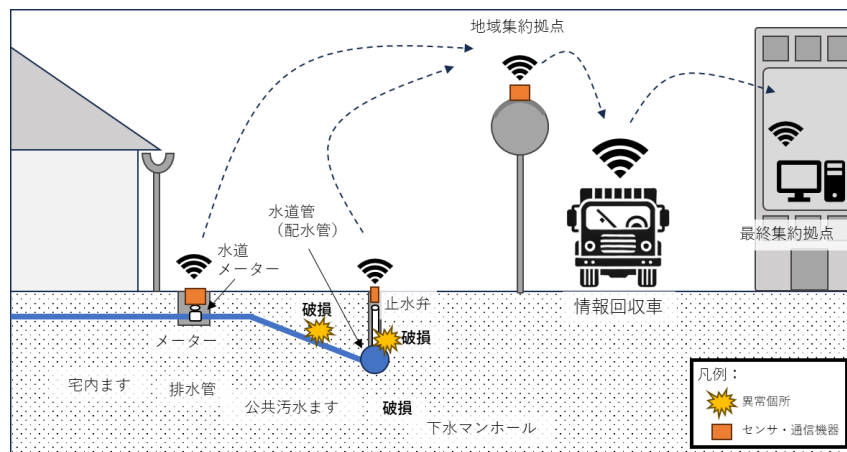 地域集約拠点
水道管
（配水管）
水道
メーター
最終集約拠点
破損
止水弁
情報回収車
破損
メーター
宅内ます
排水管
公共汚水ます
破損
下水マンホール
凡例：
異常個所
センサ・通信機器